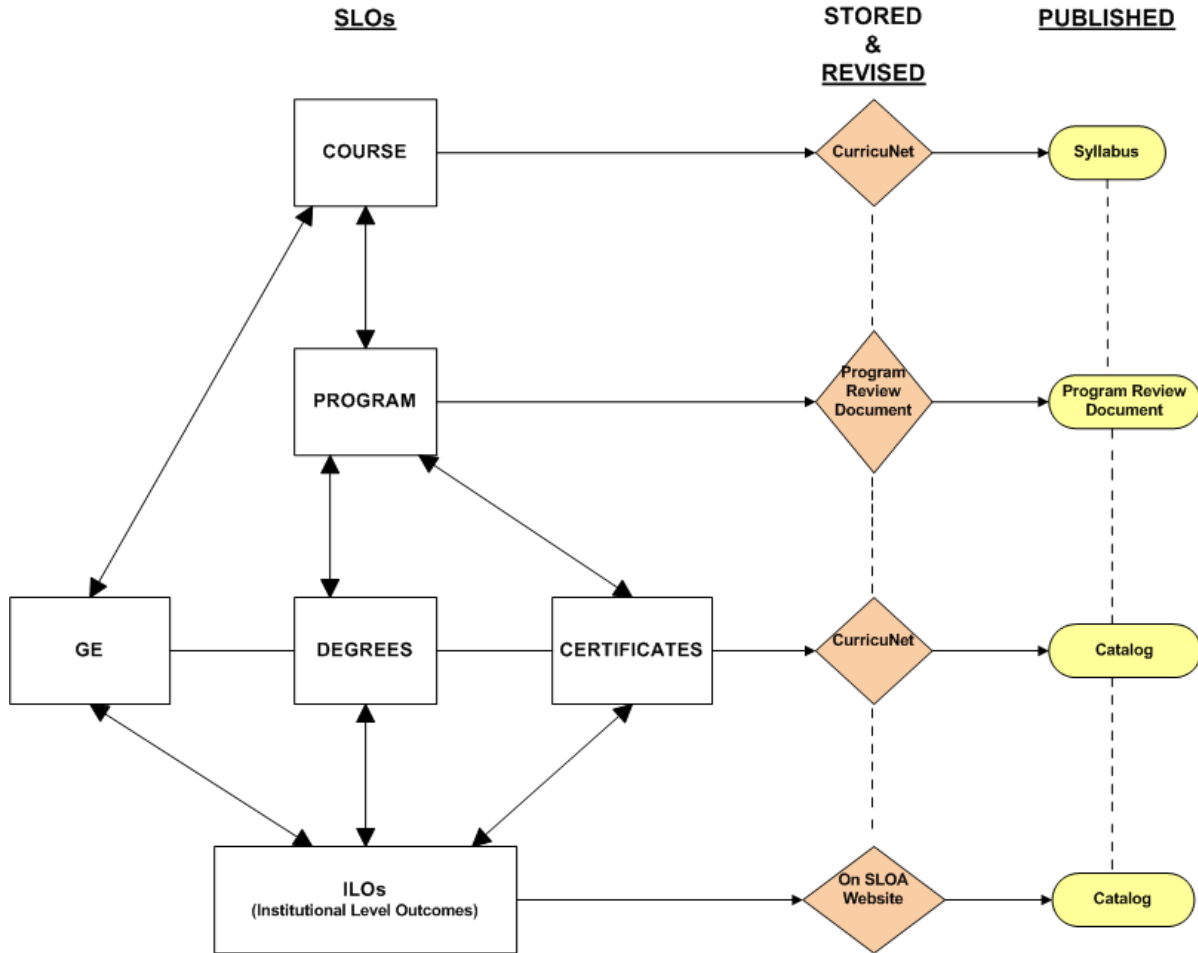 SLOs
STORED
&
REVISED
PUBLISHED
COURSE
CurricuNet
Syllabus
PROGRAM
Program
Review
Document
Program Review
Document
GE
DEGREES
CERTIFICATES
CurricuNet
Catalog
ILOs
(Institutional Level Outcomes)
On SLOA
Website
Catalog